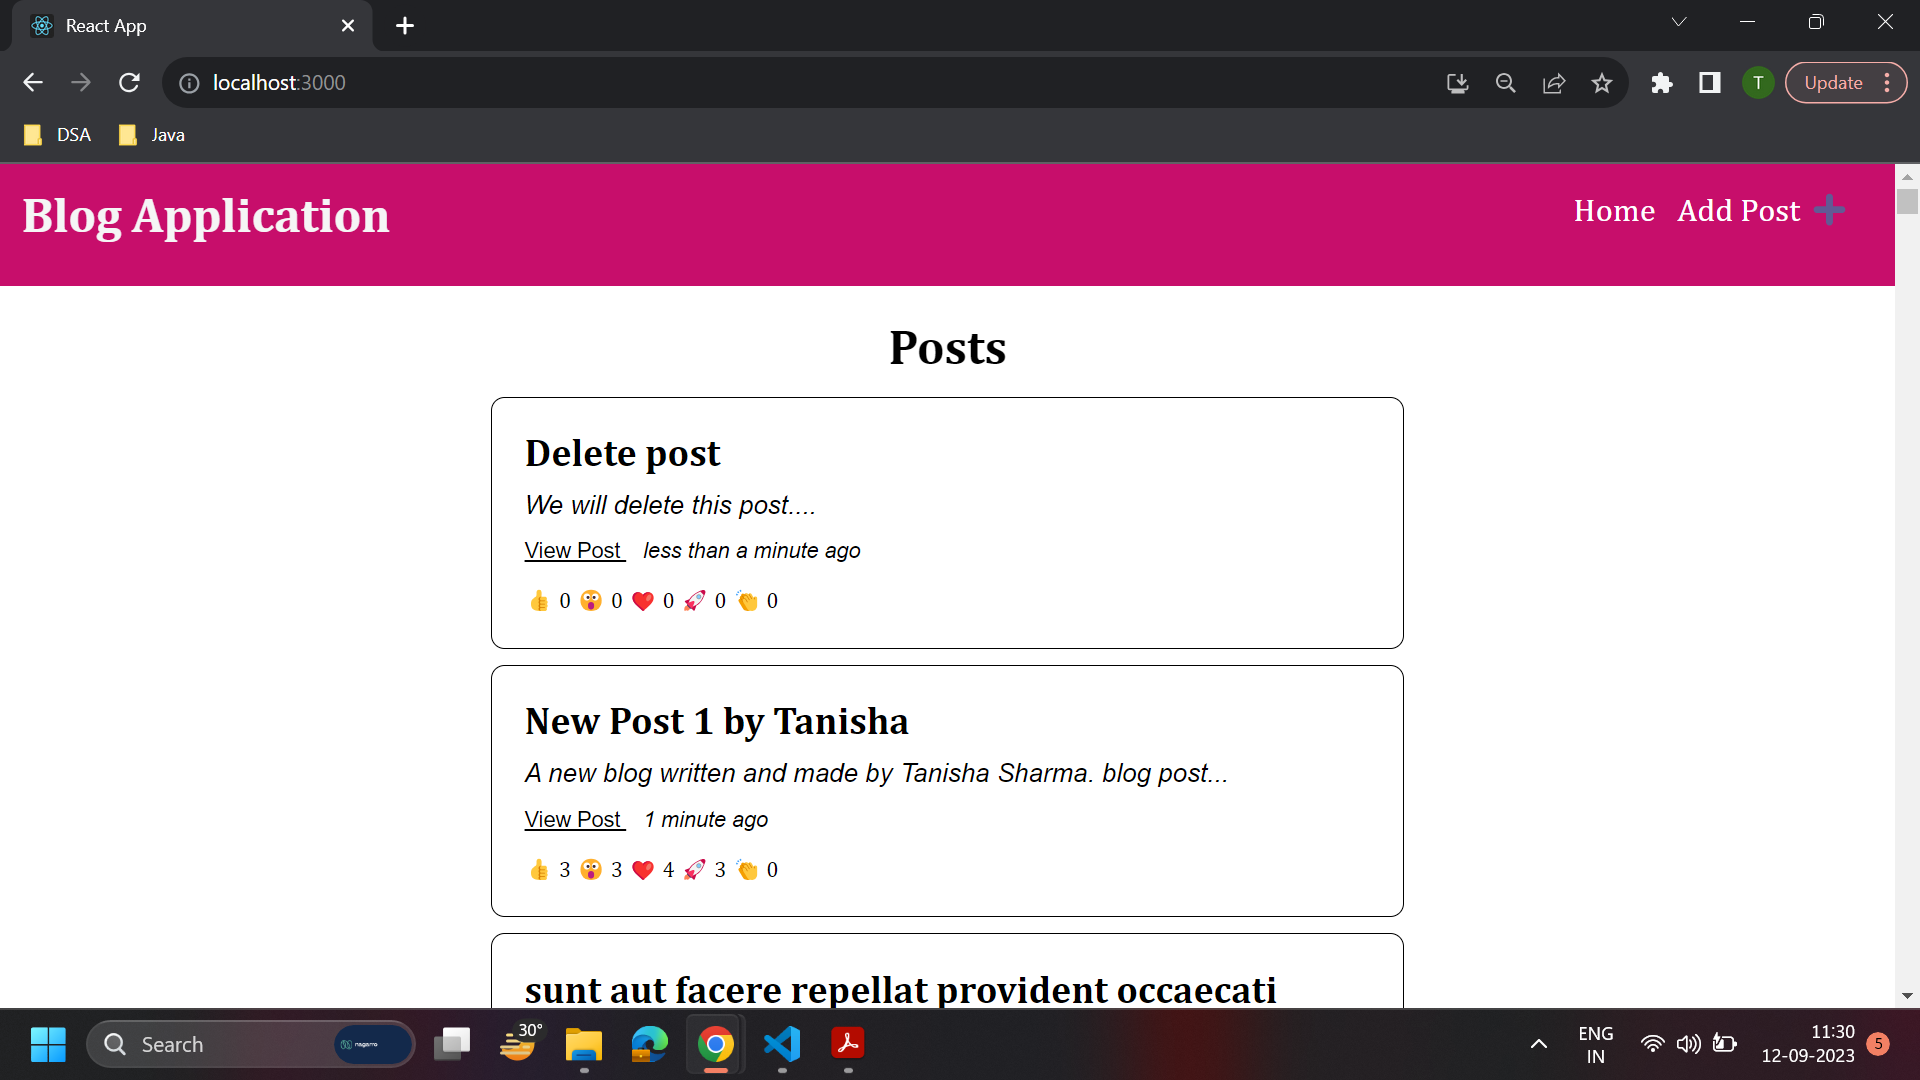 React App
localhost:3000
T
Update
DSA
Java
Blog Application
Home Add Post
Posts
Delete post
We will delete this post....
View Post less than a minute ago
👍 0 😮 0 ❤️ 0 🚀 0 👏 0
New Post 1 by Tanisha
A new blog written and made by Tanisha Sharma. blog post...
View Post 1 minute ago
👍 3 😮 3 ❤️ 4 🚀 3 👏 0
sunt aut facere repellat provident occaecati
Search
nagarro
30°
ENG
IN
11:30
12-09-2023
5